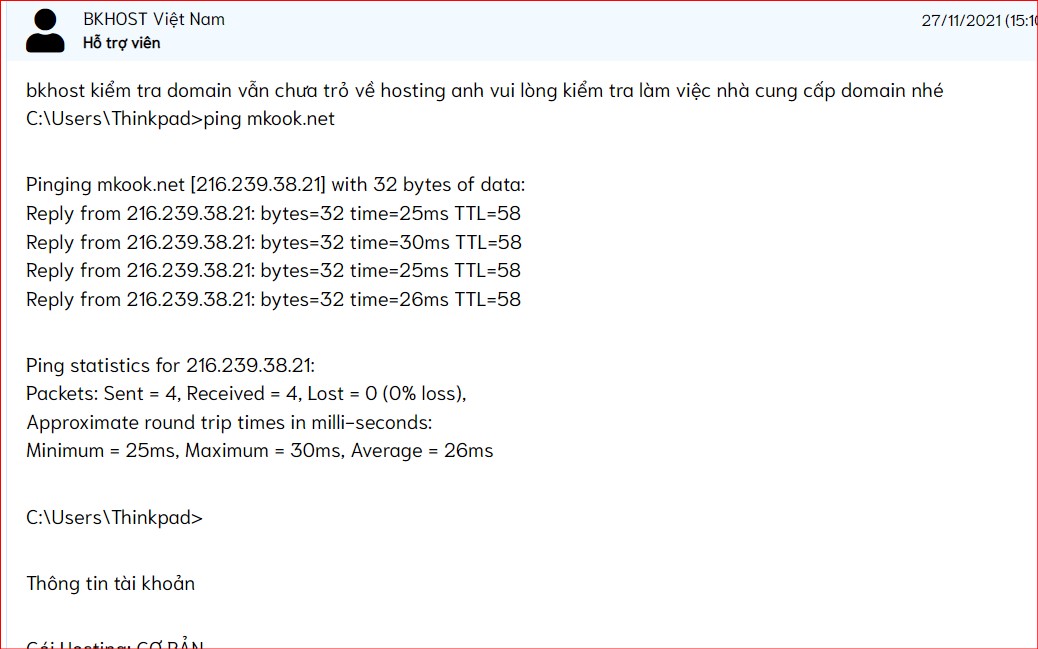 BKHOST Việt Nam
27/11/2021 (15:10
Hỗ trợ viên
bkhost kiểm tra domain vẫn chưa trỏ về hosting anh vui lòng kiểm tra làm việc nhà cung cấp domain nhé
C:\Users\Thinkpad>ping mkook.net
Pinging mkook.net [216.239.38.21] with 32 bytes of data:
Reply from 216.239.38.21: bytes=32 time=25ms TTL=58
Reply from 216.239.38.21: bytes=32 time=30ms TTL=58
Reply from 216.239.38.21: bytes=32 time=25ms TTL=58
Reply from 216.239.38.21: bytes=32 time=26ms TTL=58
Ping statistics for 216.239.38.21:
Packets: Sent = 4, Received = 4, Lost = 0 (0% loss),
Approximate round trip times in milli-seconds:
Minimum = 25ms, Maximum = 30ms, Average = 26ms
C:\Users\Thinkpad>
Thông tin tài khoản
Gói Hosting: CƠ BẢN